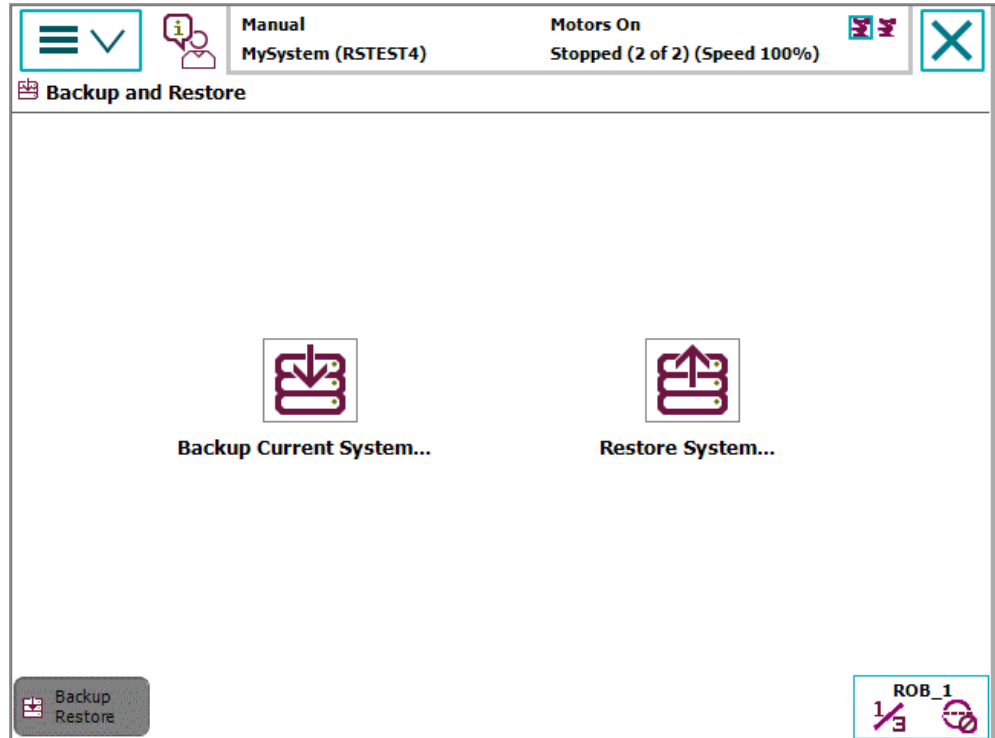 Manual
MySystem (RSTEST4)
Motors On
Stopped (2 of 2) (Speed 100%)
Backup and Restore
Backup Current System...
Restore System...
Backup
Restore
ROB_1
1/3